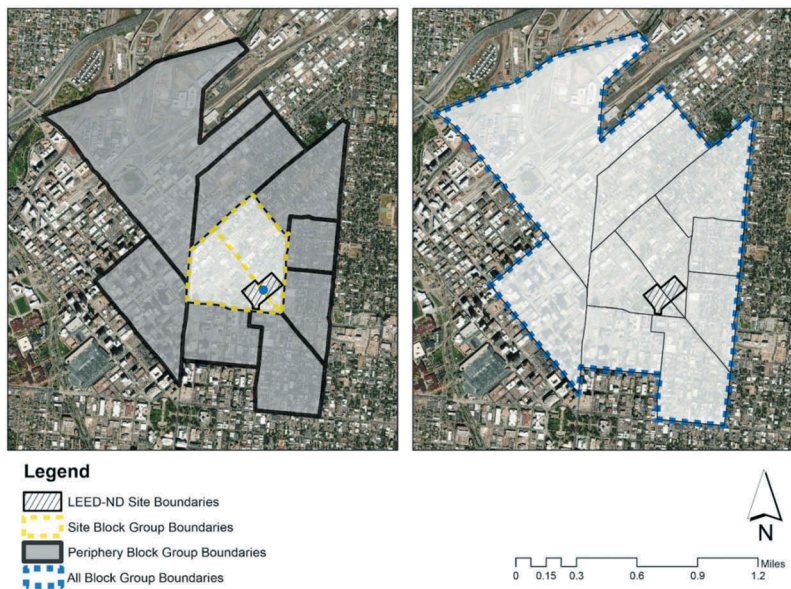 Legend
LEED-ND Site Boundaries
Site Block Group Boundaries
Periphery Block Group Boundaries
All Block Group Boundaries
N
Miles
0 0.15 0.3 0.6 0.9 1.2